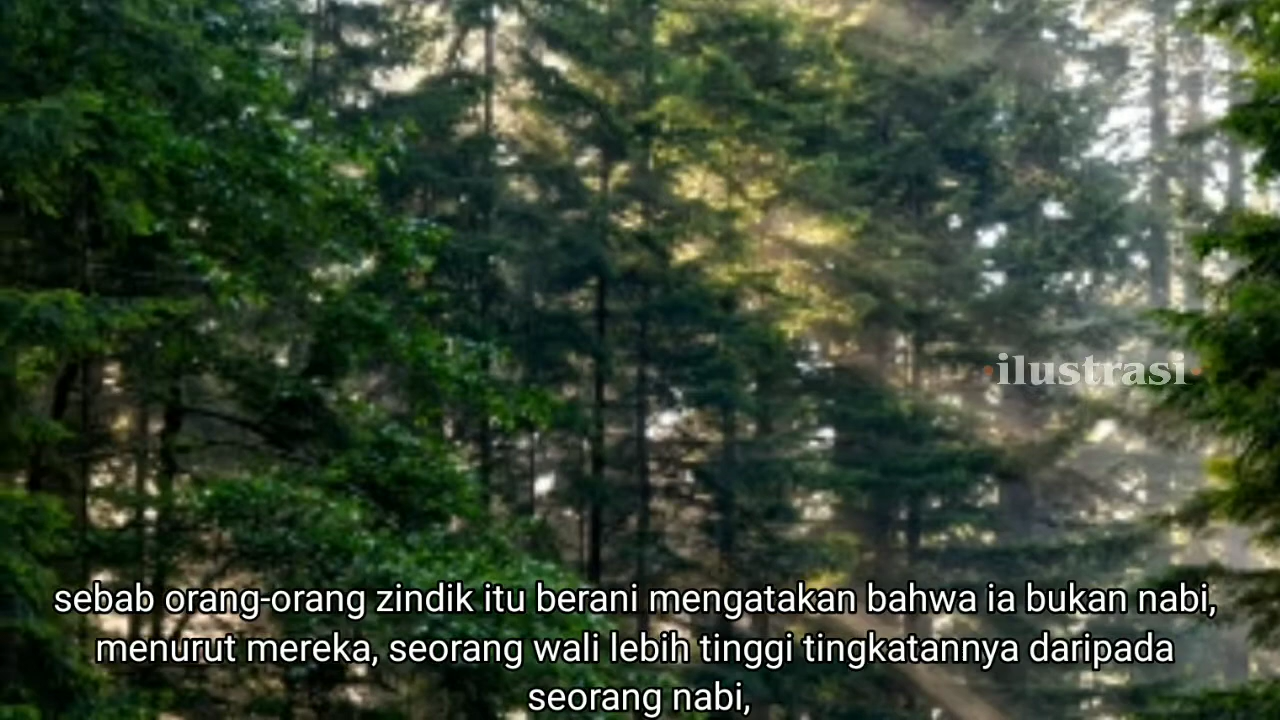 ·ilustrasi·
sebab orang-orang zindik itu berani mengatakan bahwa ia bukan nabi,
menurut mereka, seorang wali lebih tinggi tingkatannya daripada
seorang nabi,